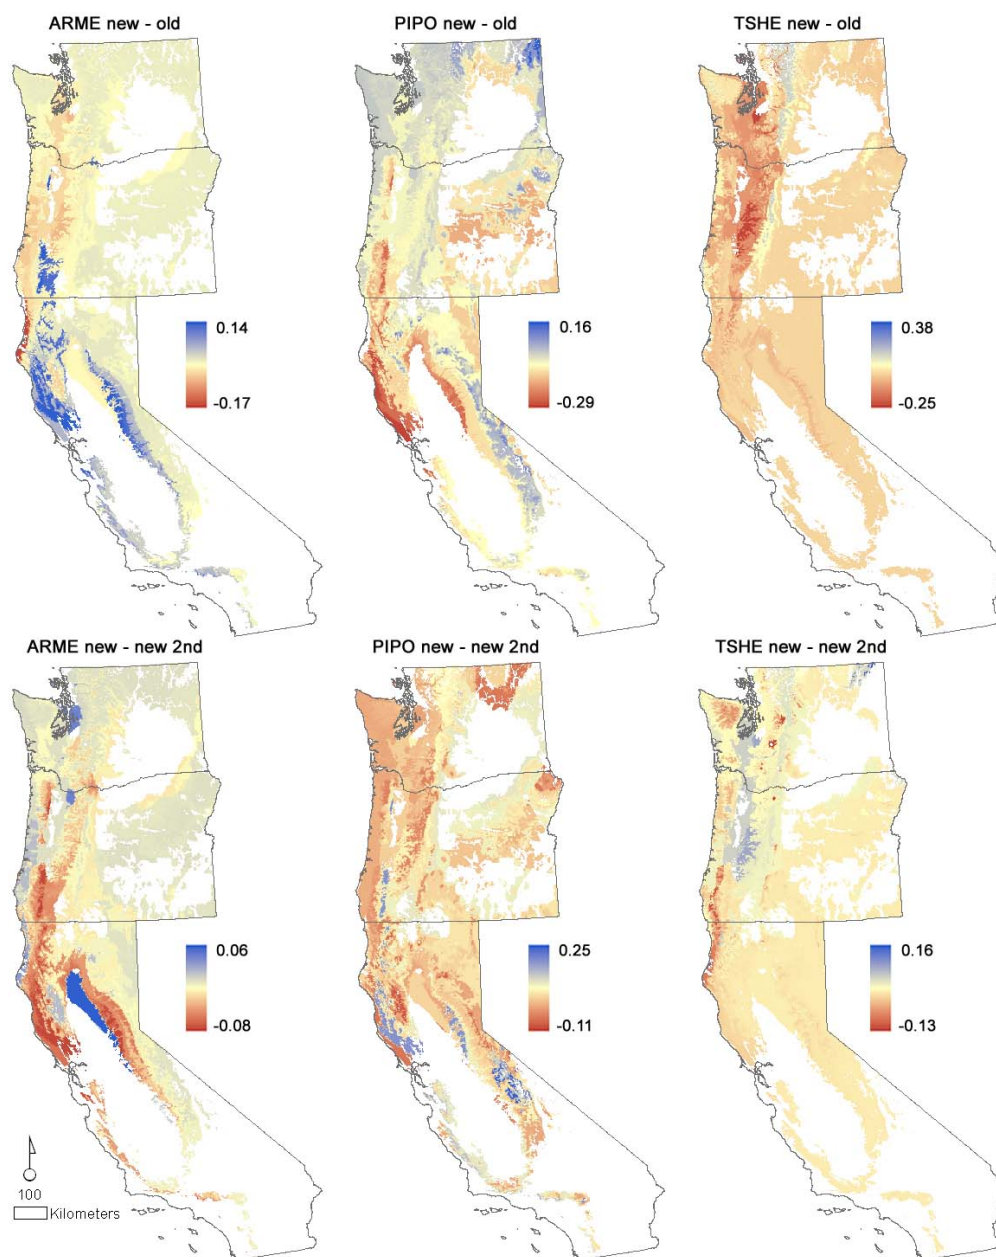 ARME new - old
PIPO new - old
TSHE new - old
0.14
-0.17
0.16
-0.29
0.38
-0.25
ARME new - new 2nd
PIPO new - new 2nd
TSHE new - new 2nd
0.06
-0.08
0.25
-0.11
0.16
-0.13
100
Kilometers